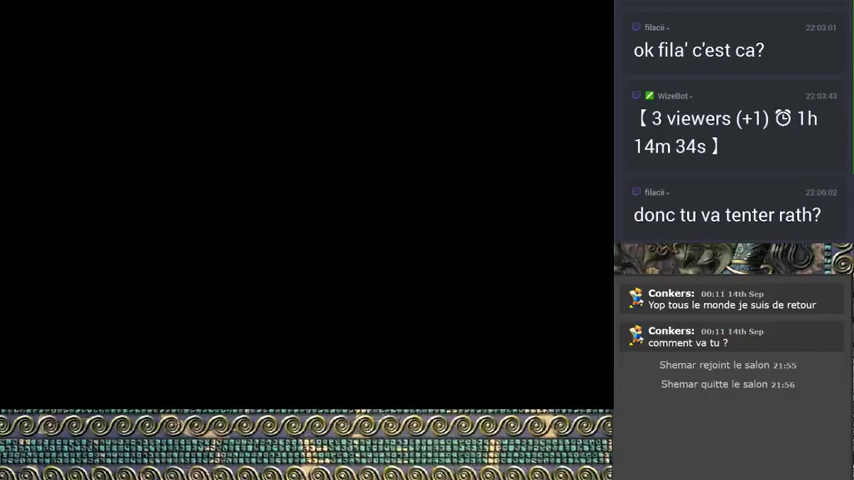 filacii
22:03:01
ok fila' c'est ca?
WizeBot
22:03:43
【 3 viewers (+1) ⏰ 1h
14m 34s 】
filacii
22:06:02
donc tu va tenter rath?
Conkers: 00:11 14th Sep
Yop tous le monde je suis de retour
Conkers: 00:11 14th Sep
comment va tu ?
Shemar rejoint le salon 21:55
Shemar quitte le salon 21:56